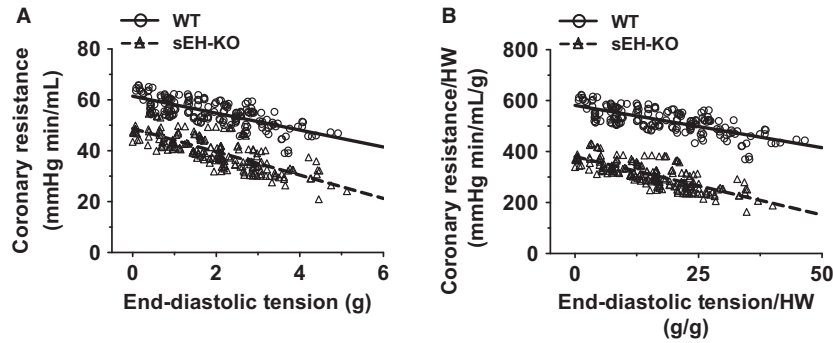 A
WT
sEH-KO
Coronary resistance
(mmHg min/mL)
80
60
40
20
0
0 2 4 6
End-diastolic tension (g)
B
WT
sEH-KO
Coronary resistance/HW
(mmHg min/mL/g)
800
600
400
200
0
0 25 50
End-diastolic tension/HW
(g/g)